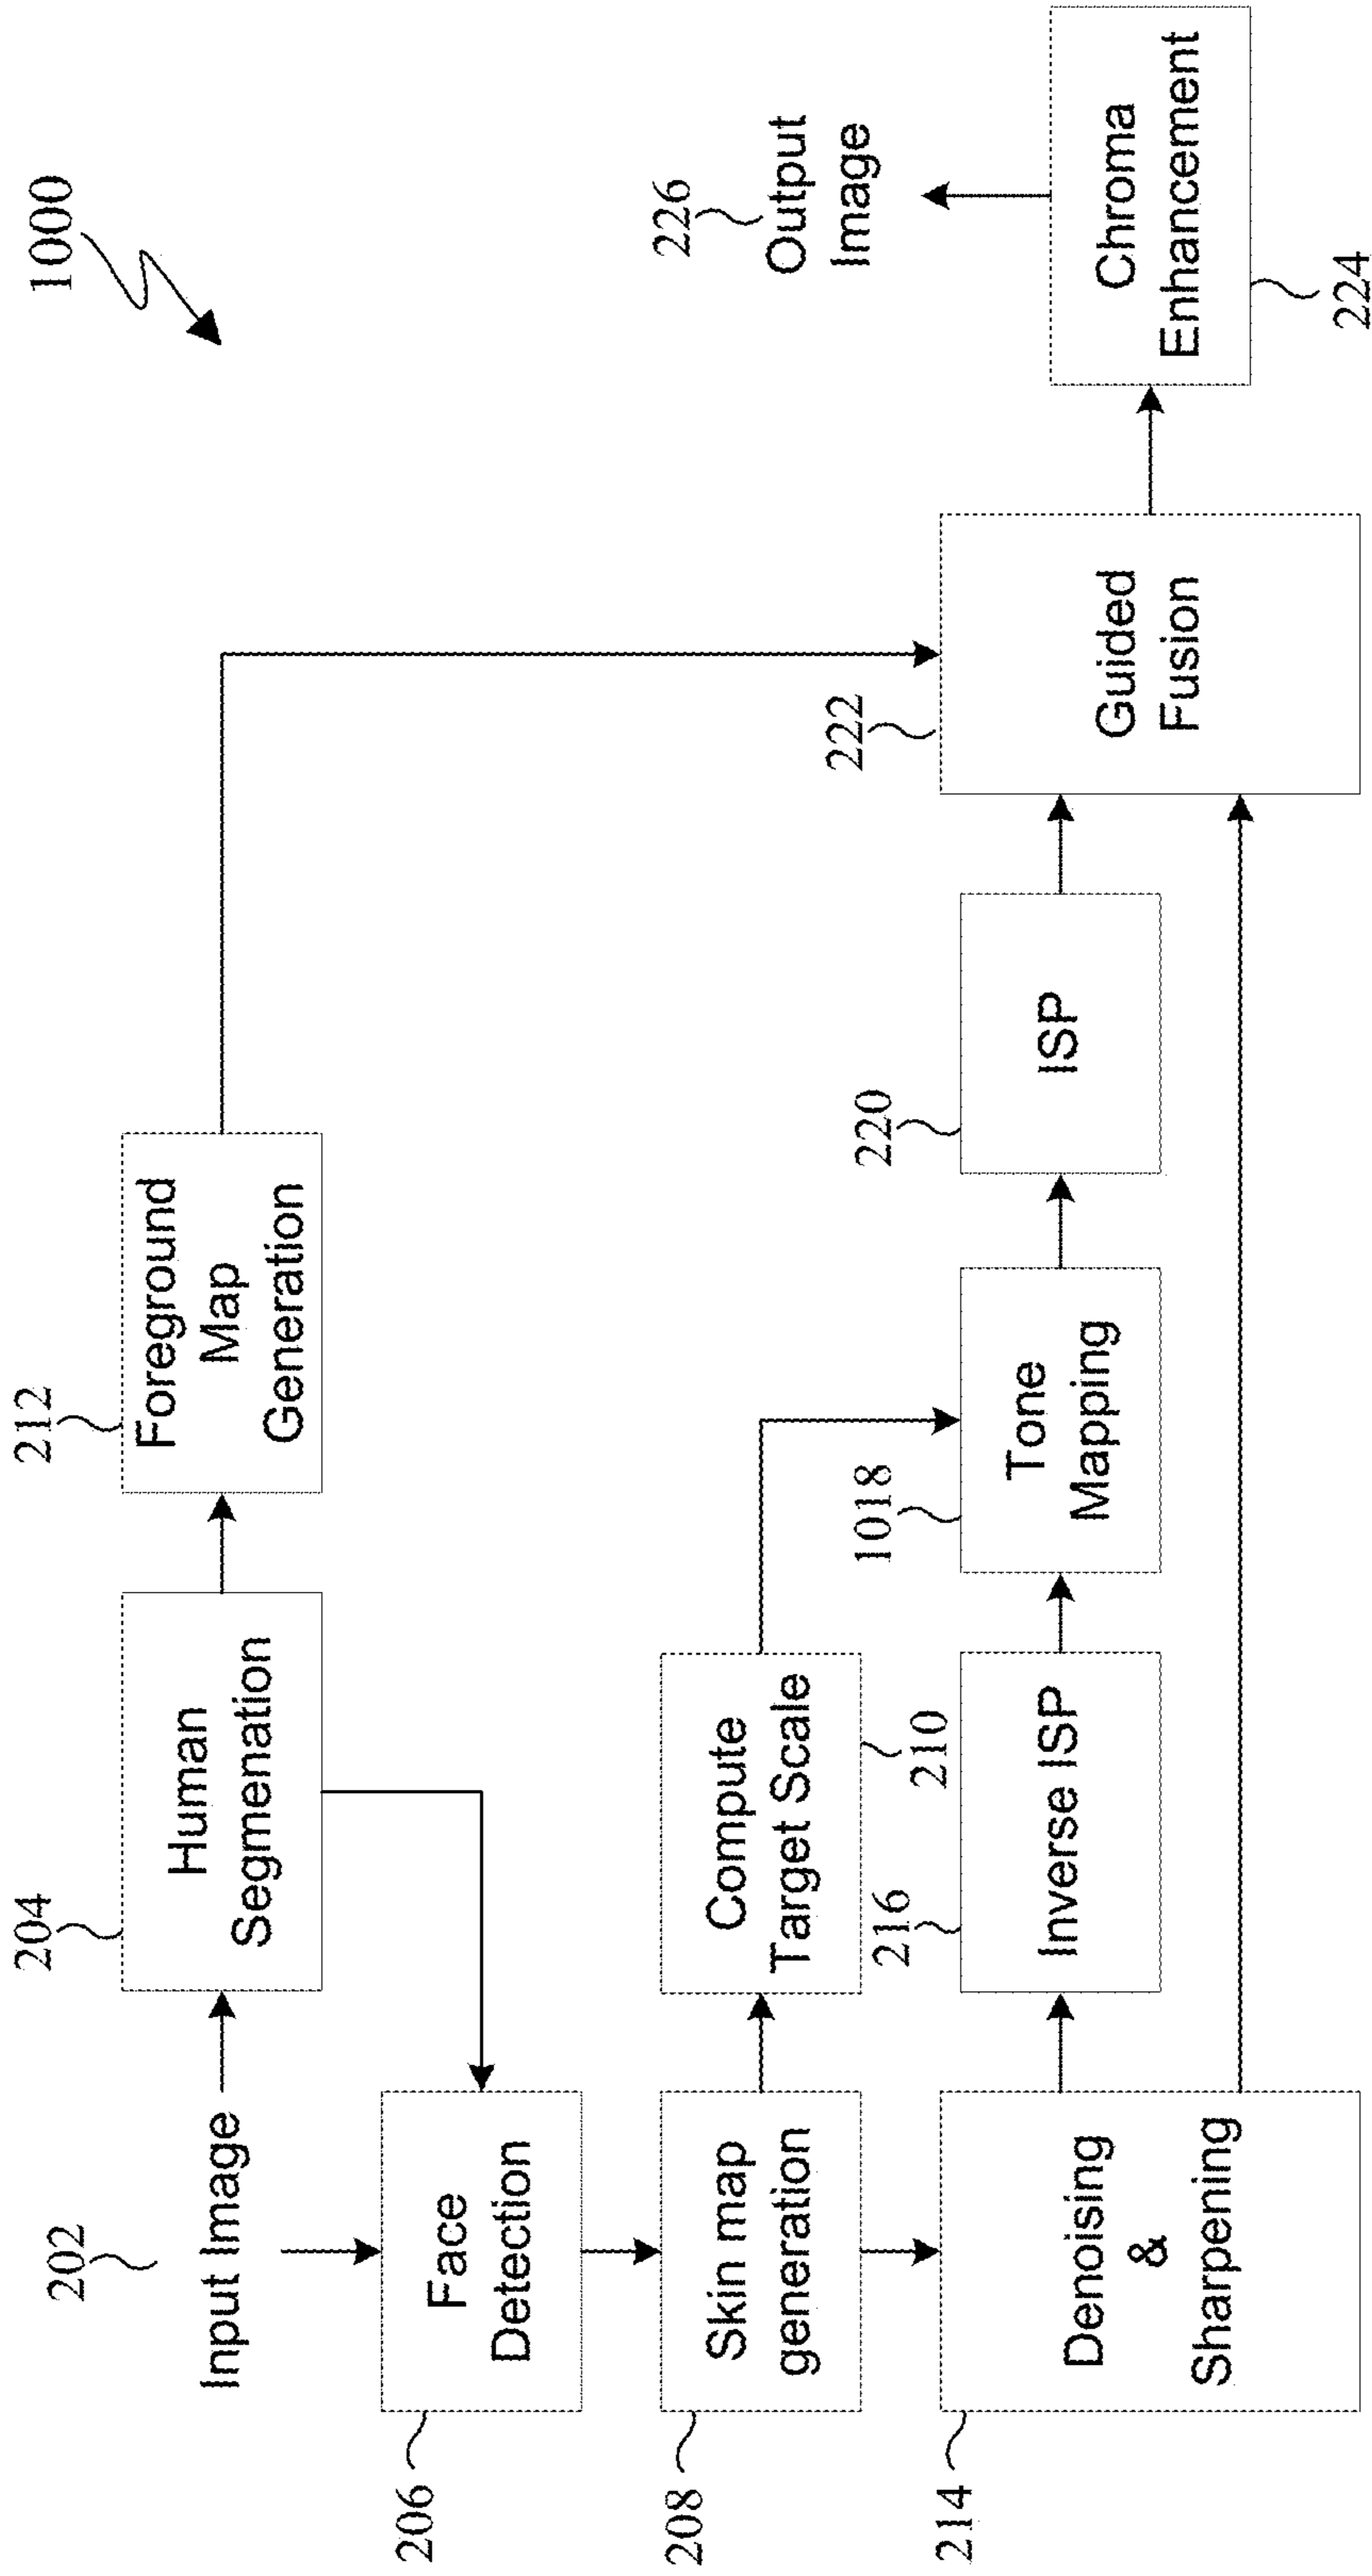 1000
202
Input Image
204
Human
Segmenation
212
Foreground
Map
Generation
206
Face
Detection
208
Skin map
generation
Compute
Target Scale
210
214
Denoising
&
Sharpening
216
Inverse ISP
1018
Tone
Mapping
220
ISP
222
Guided
Fusion
Chroma
Enhancement
224
226
Output
Image